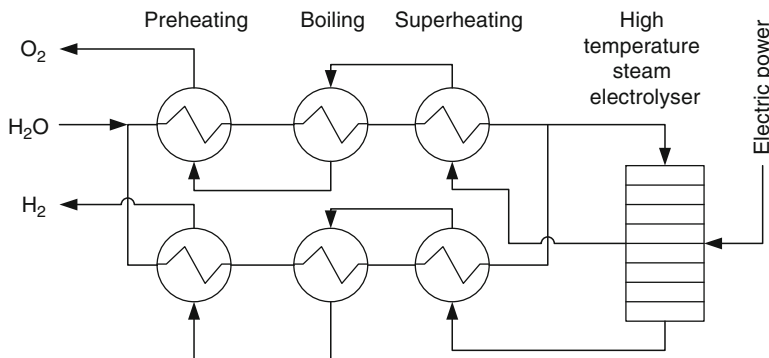 Preheating
Boiling
Superheating
High
temperature
steam
electrolyser
Electric power
O₂
H₂O
H₂